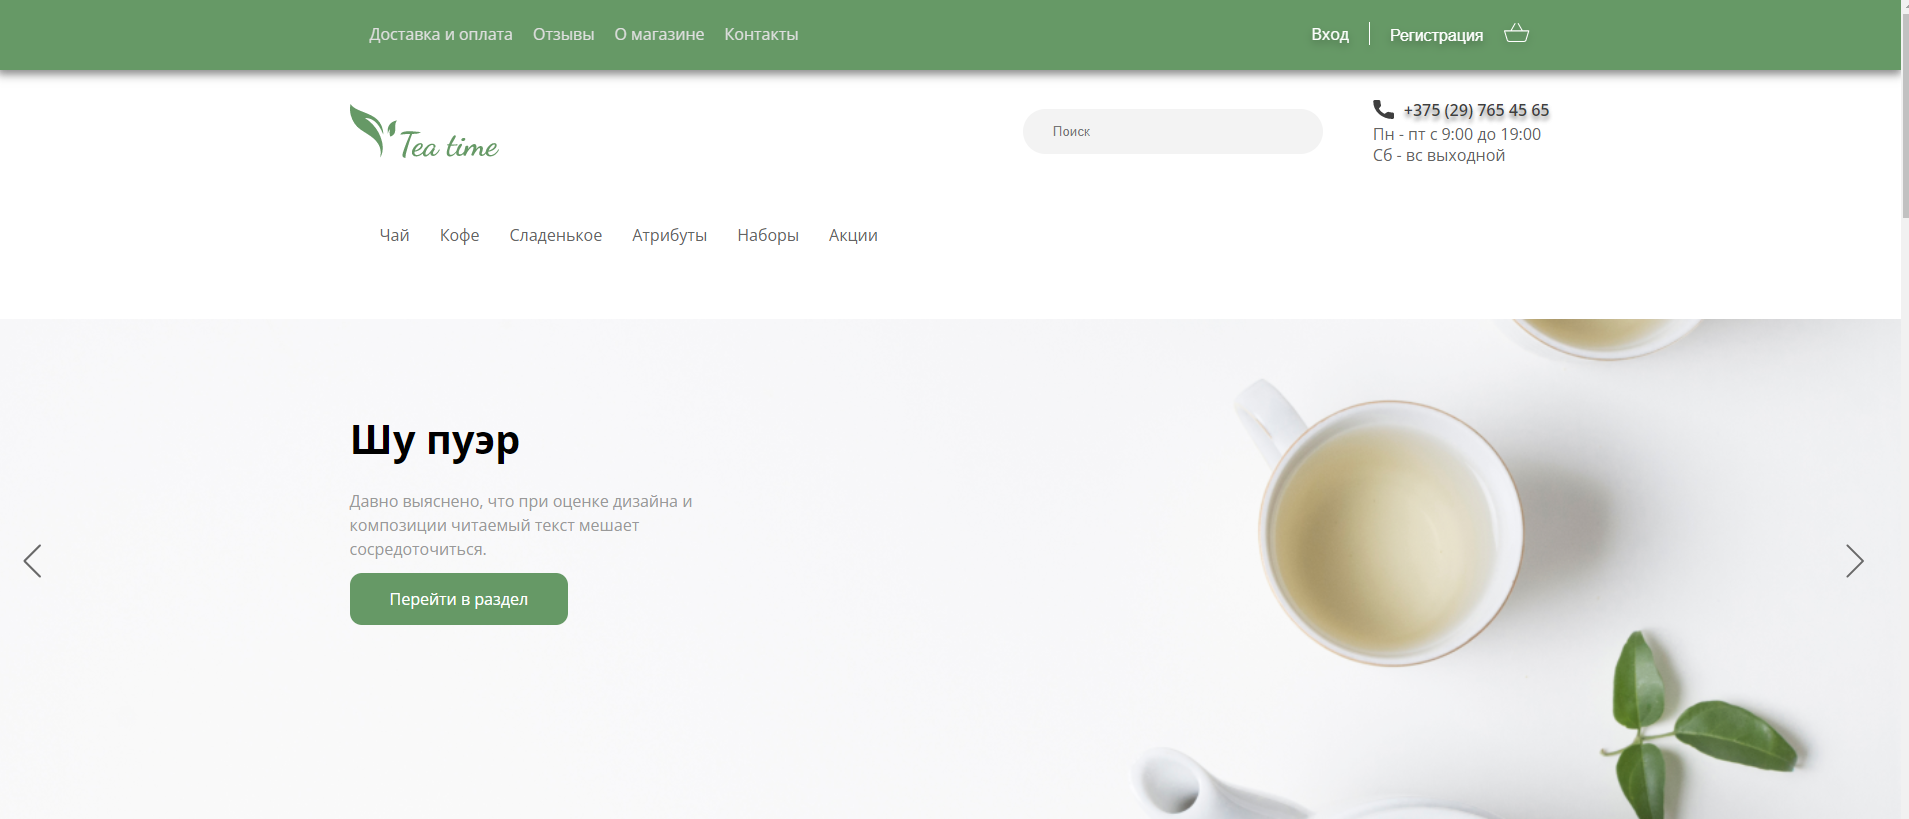 Доставка и оплата Отзывы О магазине Контакты Вход Регистрация
Tea time
Поиск
+375 (29) 765 45 65
Пн - пт с 9:00 до 19:00
Сб - вс выходной
Чай Кофе Сладенькое Атрибуты Наборы Акции
Шу пуэр
Давно выяснено, что при оценке дизайна и
композиции читаемый текст мешает
сосредоточиться.
Перейти в раздел